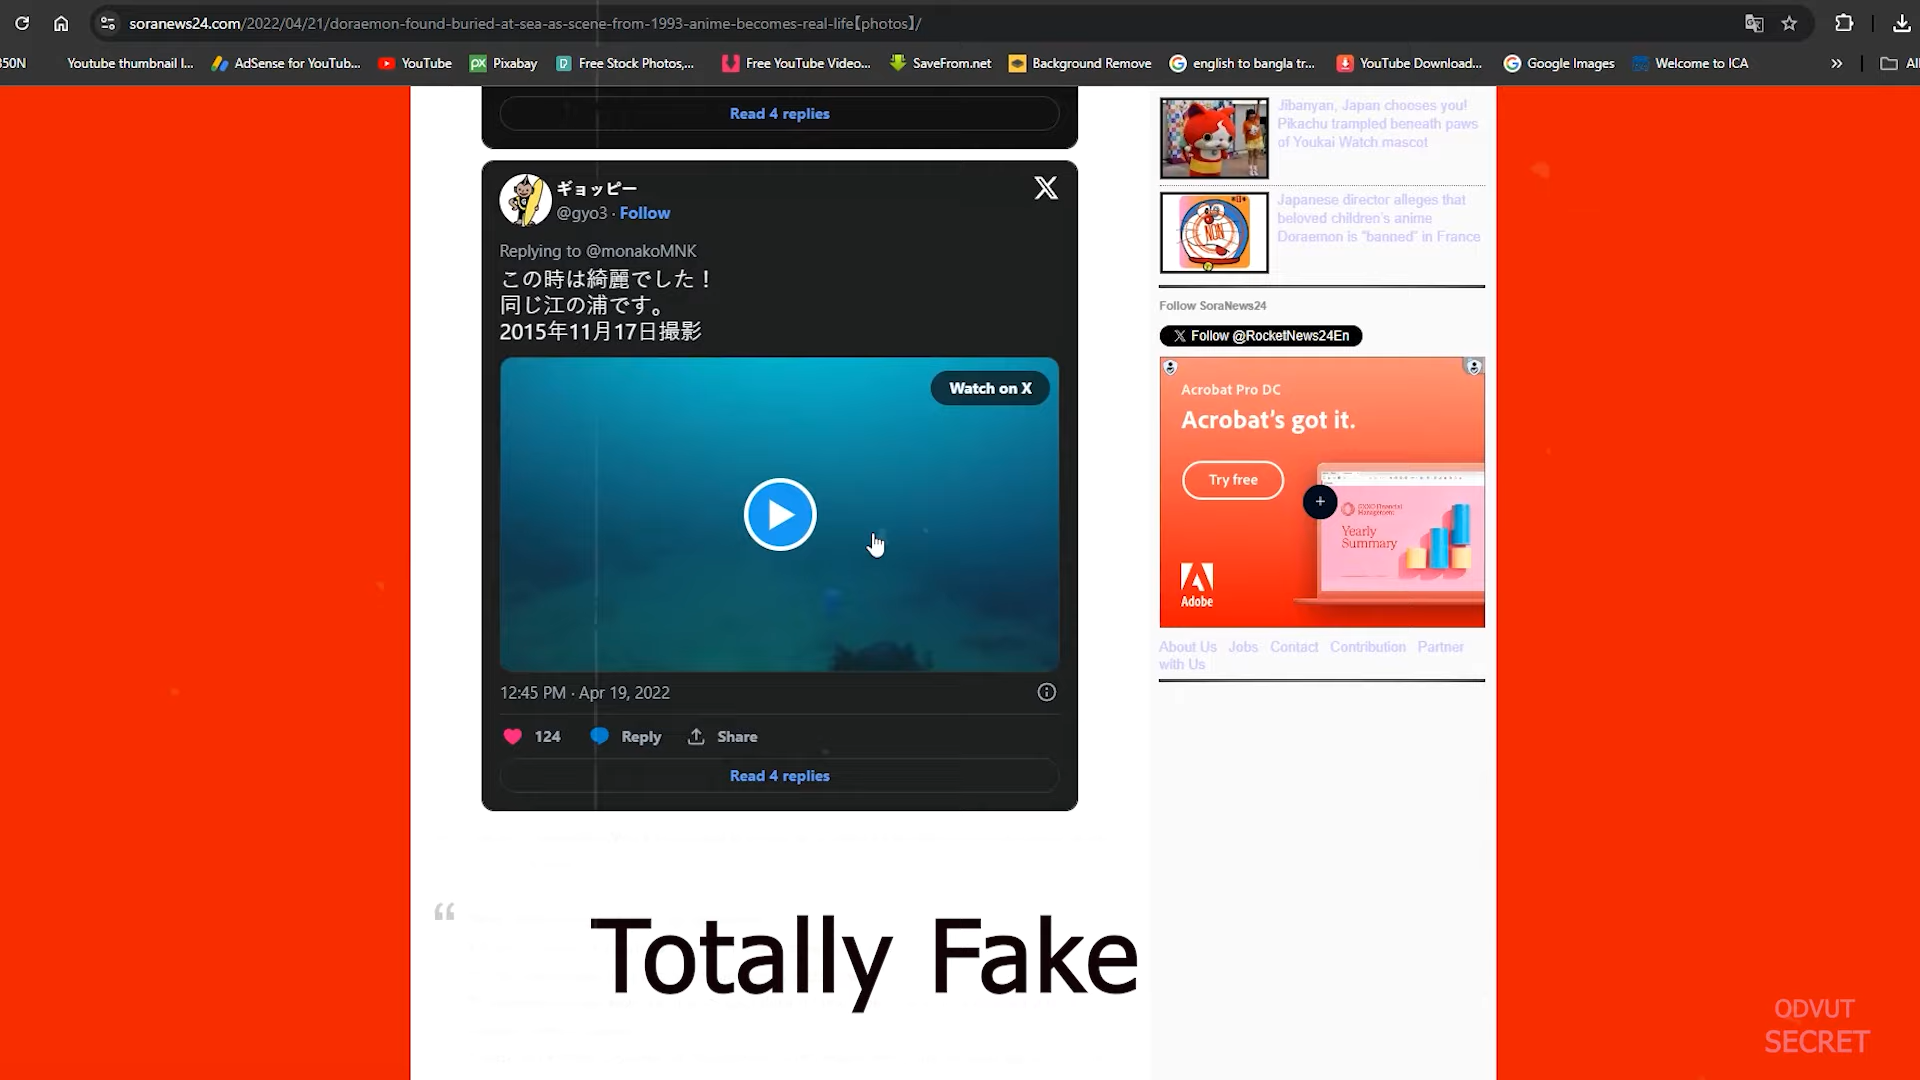 soranews24.com/2022/04/21/doraemon-found-buried-at-sea-as-scene-from-1993-anime-becomes-real-life【photos】/
350N
Youtube thumbnail l...
AdSense for YouTub...
YouTube
Pixabay
Free Stock Photos,...
Free YouTube Video...
SaveFrom.net
Background Remove
english to bangla tr...
YouTube Download...
Google Images
Welcome to ICA
All
Read 4 replies
ギョッピー
@gyo3 · Follow
Replying to @monakoMNK
この時は綺麗でした！
同じ江の浦です。
2015年11月17日撮影
Watch on X
12:45 PM · Apr 19, 2022
124
Reply
Share
Read 4 replies
“
Totally Fake
Jibanyan, Japan chooses you!
Pikachu trampled beneath paws
of Youkai Watch mascot
NON
Japanese director alleges that
beloved children's anime
Doraemon is "banned" in France
Follow SoraNews24
Follow @RocketNews24En
Acrobat Pro DC
Acrobat's got it.
Try free
Yearly
Summary
Adobe
About Us Jobs Contact Contribution Partner
with Us
QDVUT
SECRET